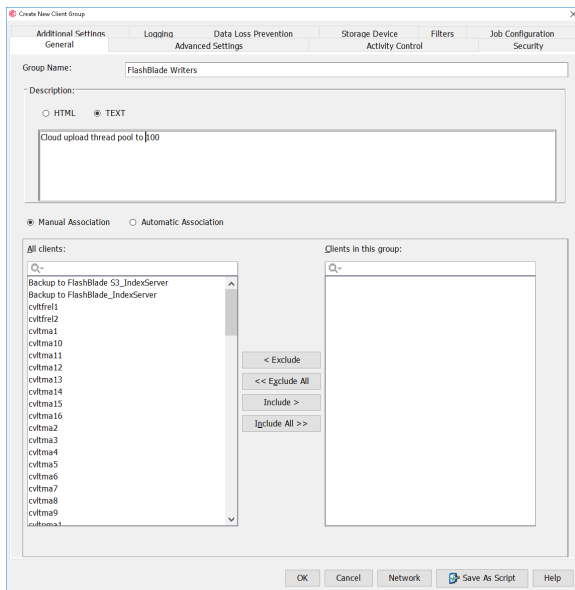 Create New Client Group
Additional Settings Logging Data Loss Prevention Storage Device Filters Job Configuration
General Advanced Settings Activity Control Security
Group Name: FlashBlade Writers
Description:
HTML TEXT
Cloud upload thread pool to 100
Manual Association Automatic Association
All clients:
Backup to FlashBlade S3_IndexServer
Backup to FlashBlade_IndexServer
cvltfrel1
cvltfrel2
cvltma1
cvltma10
cvltma11
cvltma12
cvltma13
cvltma14
cvltma15
cvltma16
cvltma2
cvltma3
cvltma4
cvltma5
cvltma6
cvltma7
cvltma8
cvltma9
< Exclude
<< Exclude All
Include >
Include All >>
Clients in this group:
OK Cancel Network Save As Script Help